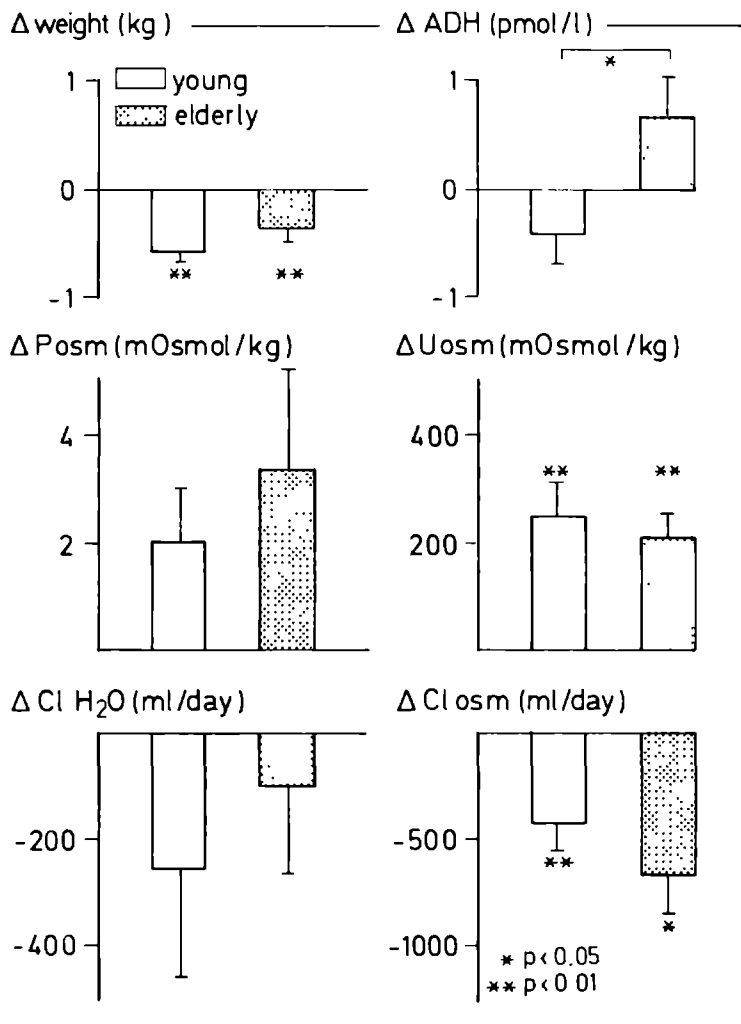 Δ weight (kg)
Δ ADH (pmol/l)
*
1
0
-1
young
elderly
** **
1
0
-1
Δ Posm (mOsmol/kg)
Δ Uosm (mOsmol/kg)
4
2
400
200
** **
Δ Cl H₂O (ml/day)
Δ Cl osm (ml/day)
-200
-400
-500
-1000
**
*
* p<0.05
** p<0 01